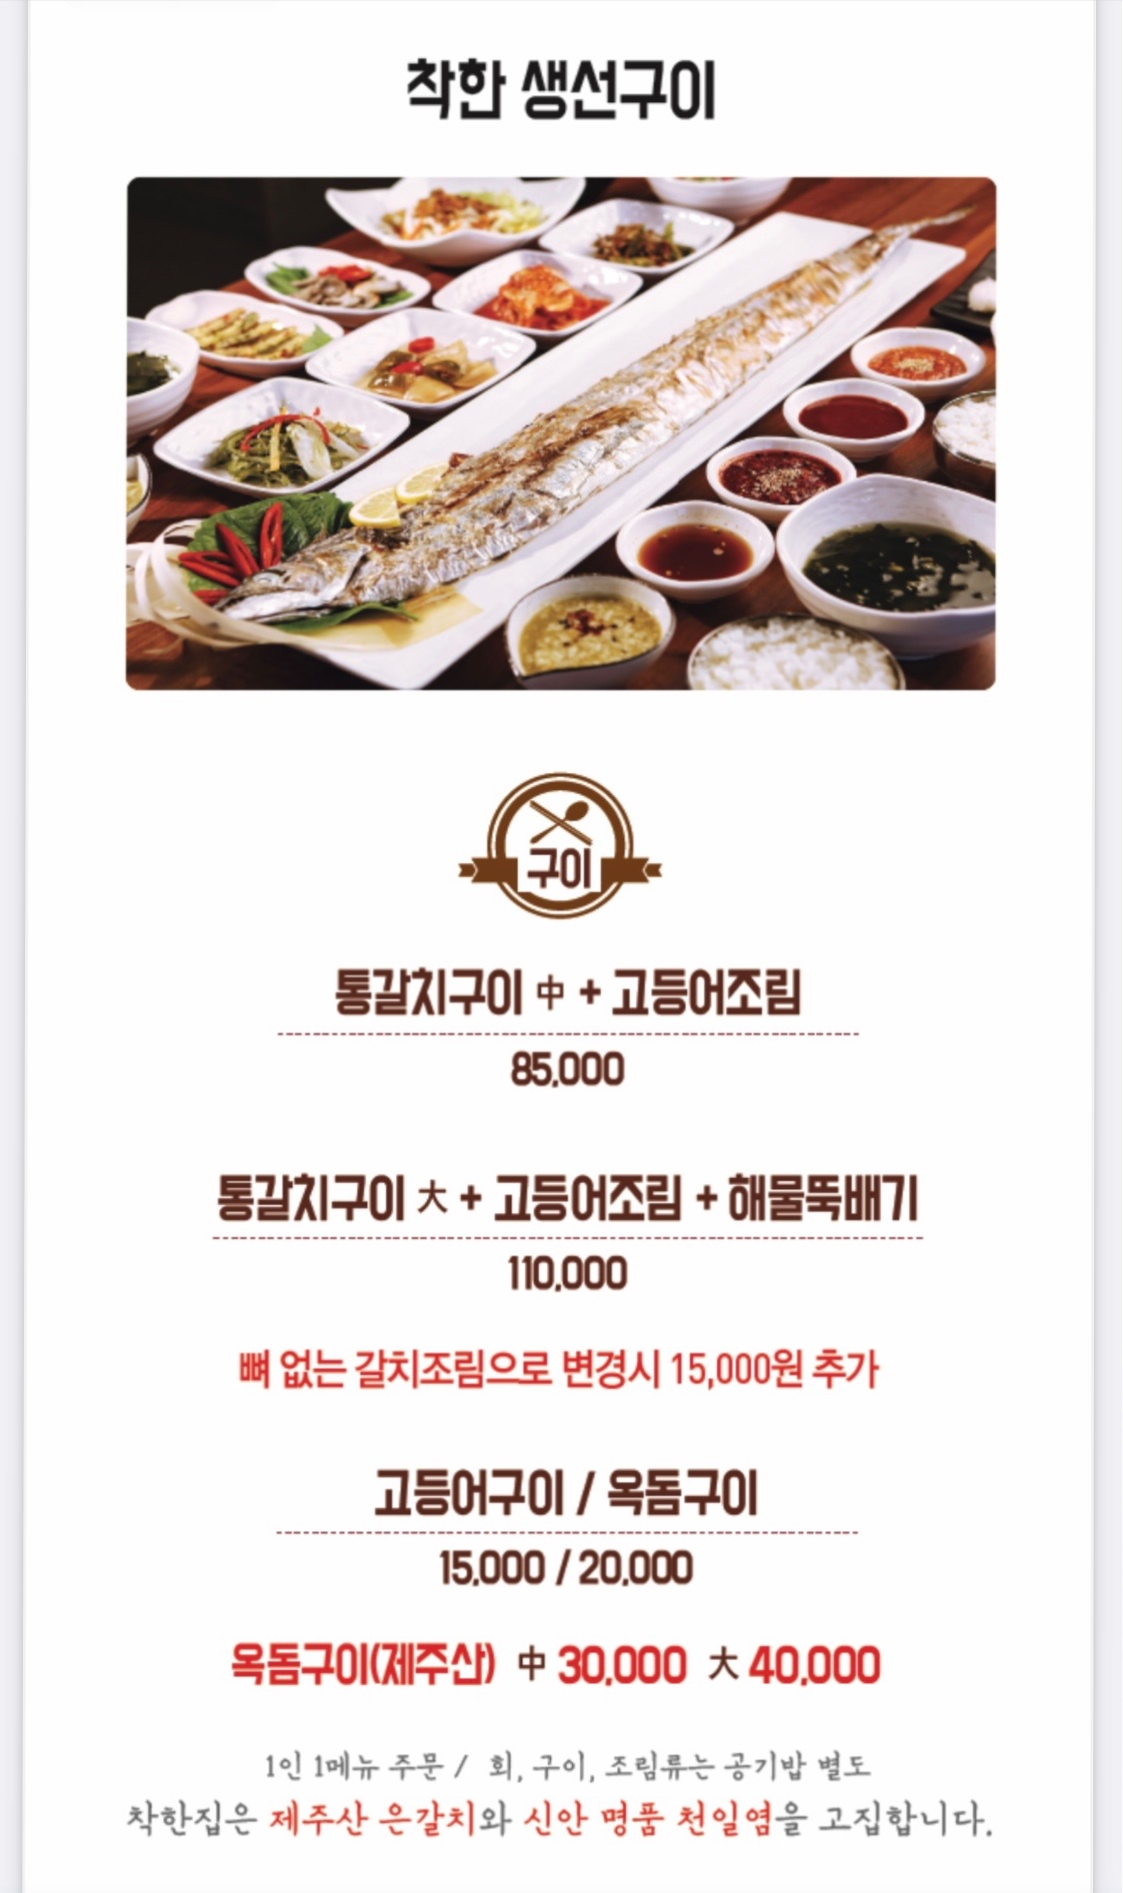 착한 생선구이
구이
통갈치구이 中 + 고등어조림
85,000
통갈치구이 大 + 고등어조림 + 해물뚝배기
110,000
뼈 없는 갈치조림으로 변경시 15,000원 추가
고등어구이 / 옥돔구이
15,000 / 20,000
옥돔구이(제주산) 中 30,000 大 40,000
1인 1메뉴 주문 / 회, 구이, 조림류는 공기밥 별도
착한집은 제주산 은갈치와 신안 명품 천일염을 고집합니다.